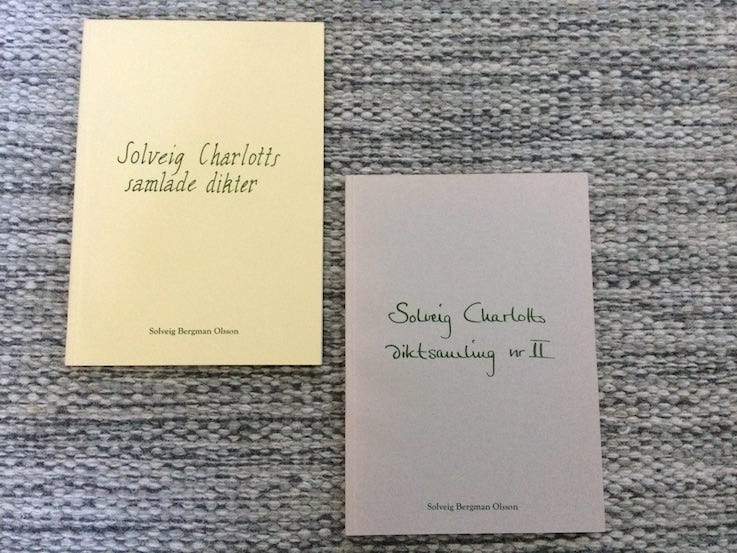 Solveig Charlotts
samlade dikter
Solveig Bergman Olsson
Solveig Charlotts
diktsamling nr II
Solveig Bergman Olsson